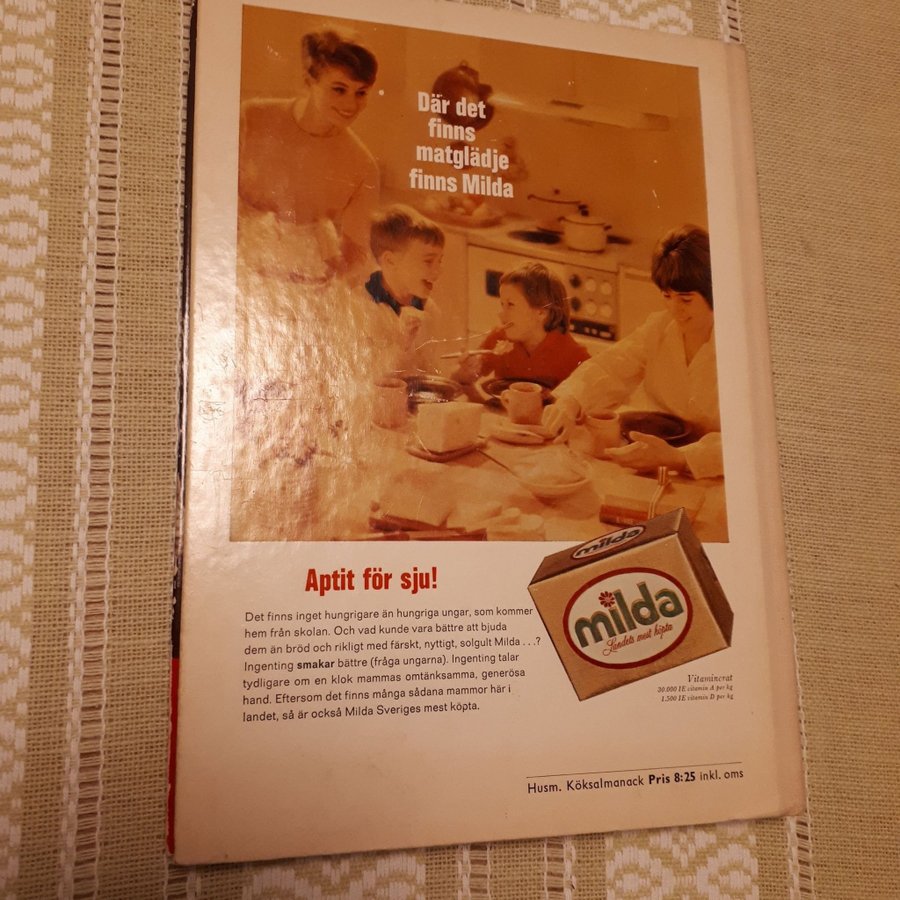 Där det
finns
matglädje
finns Milda
Aptit för sju!
Det finns inget hungrigare än hungriga ungar, som kommer
hem från skolan. Och vad kunde vara bättre att bjuda
dem än bröd och rikligt med färskt, nyttigt, solgult Milda...?
Ingenting smakar bättre (fråga ungarna). Ingenting talar
tydligare om en klok mammas omtänksamma, generösa
hand. Eftersom det finns många sådana mammor här i
landet, så är också Milda Sveriges mest köpta.
milda
milda
Landets mest köpta
Vitaminerat
30.000 IE vitamin A per kg
1.500 IE vitamin D per kg
Husm. Köksalmanack Pris 8:25 inkl. oms